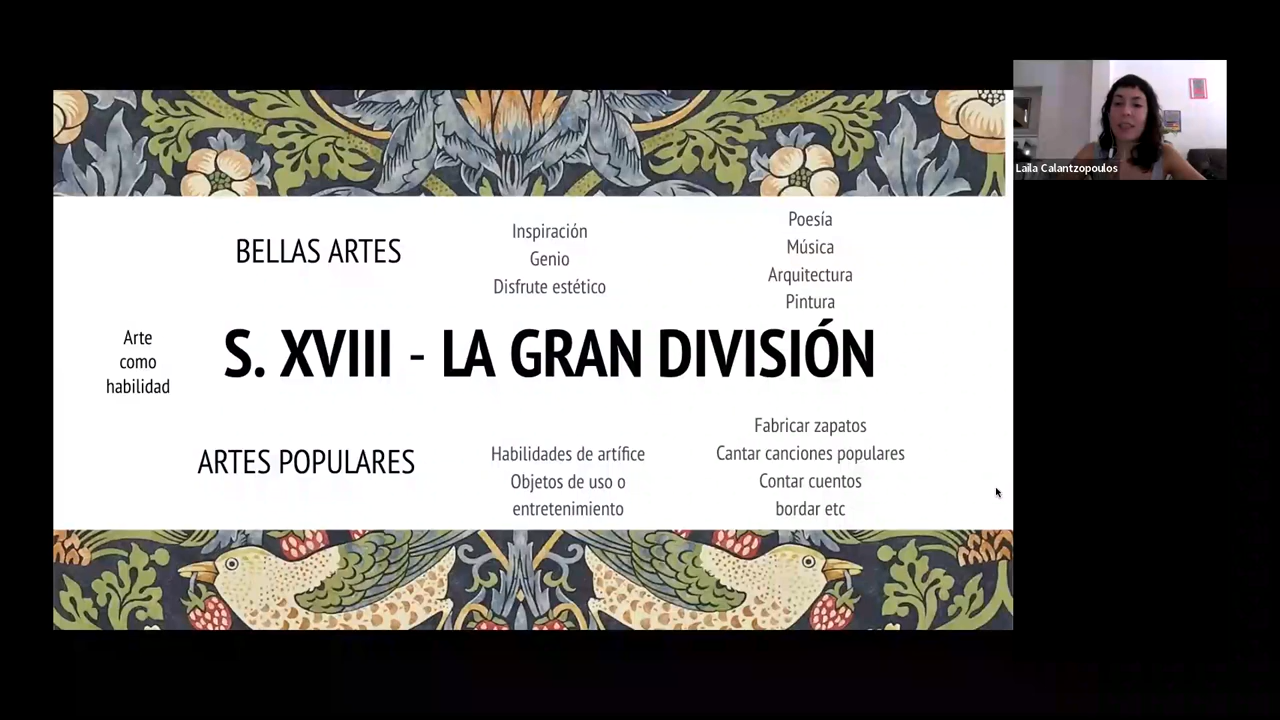 Laila Calantzopoulos
BELLAS ARTES
Inspiración
Genio
Disfrute estético
Poesía
Música
Arquitectura
Pintura
Arte
como
habilidad
S. XVIII - LA GRAN DIVISIÓN
ARTES POPULARES
Habilidades de artífice
Objetos de uso o
entretenimiento
Fabricar zapatos
Cantar canciones populares
Contar cuentos
bordar etc